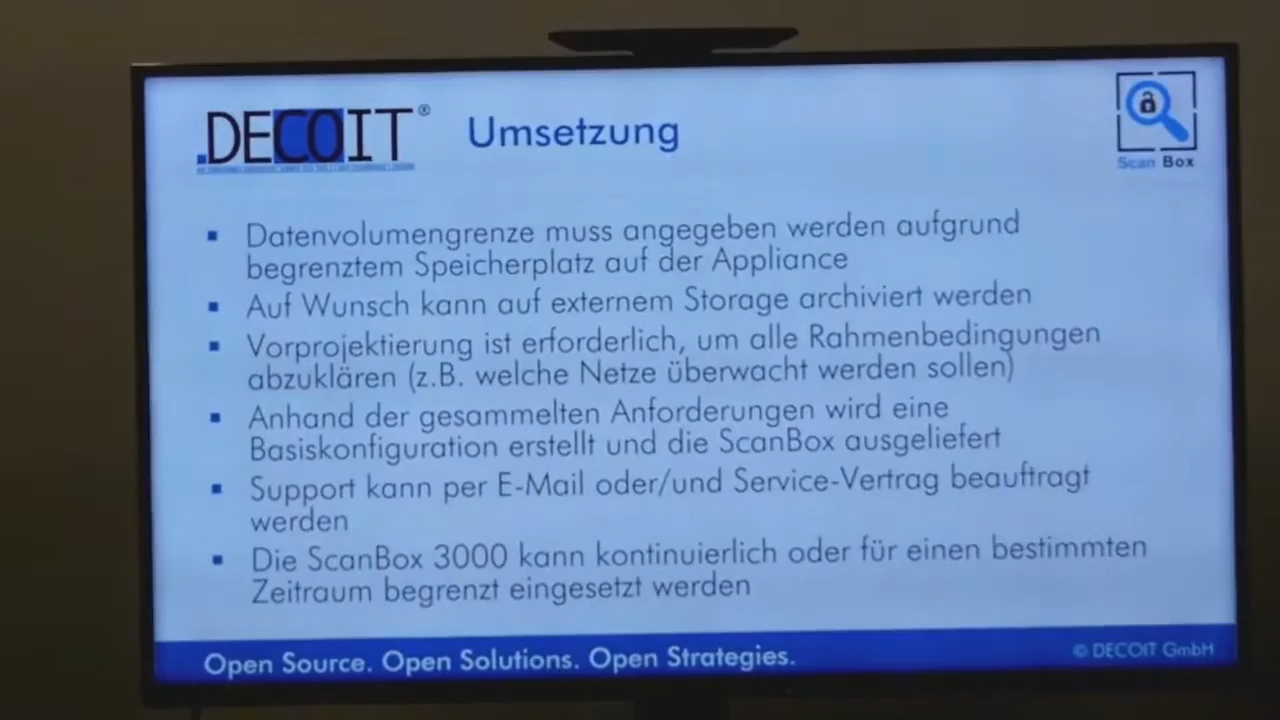 .DECOIT®
Umsetzung
Scan Box
▪ Datenvolumengrenze muss angegeben werden aufgrund
begrenztem Speicherplatz auf der Appliance
▪ Auf Wunsch kann auf externem Storage archiviert werden
▪ Vorprojektierung ist erforderlich, um alle Rahmenbedingungen
abzuklären (z.B. welche Netze überwacht werden sollen)
▪ Anhand der gesammelten Anforderungen wird eine
Basiskonfiguration erstellt und die ScanBox ausgeliefert
▪ Support kann per E-Mail oder/und Service-Vertrag beauftragt
werden
▪ Die ScanBox 3000 kann kontinuierlich oder für einen bestimmten
Zeitraum begrenzt eingesetzt werden
Open Source. Open Solutions. Open Strategies.
© DECOIT GmbH